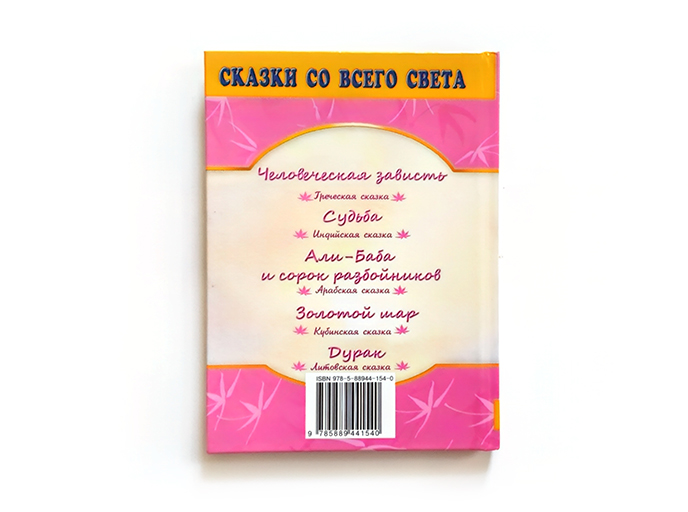 СКАЗКИ СО ВСЕГО СВЕТА
Человеческая зависть
Греческая сказка
Судьба
Индийская сказка
Али-Баба
и сорок разбойников
Арабская сказка
Золотой шар
Кубинская сказка
Дурак
Литовская сказка
ISBN 978-5-88944-154-0
9 785889 441540